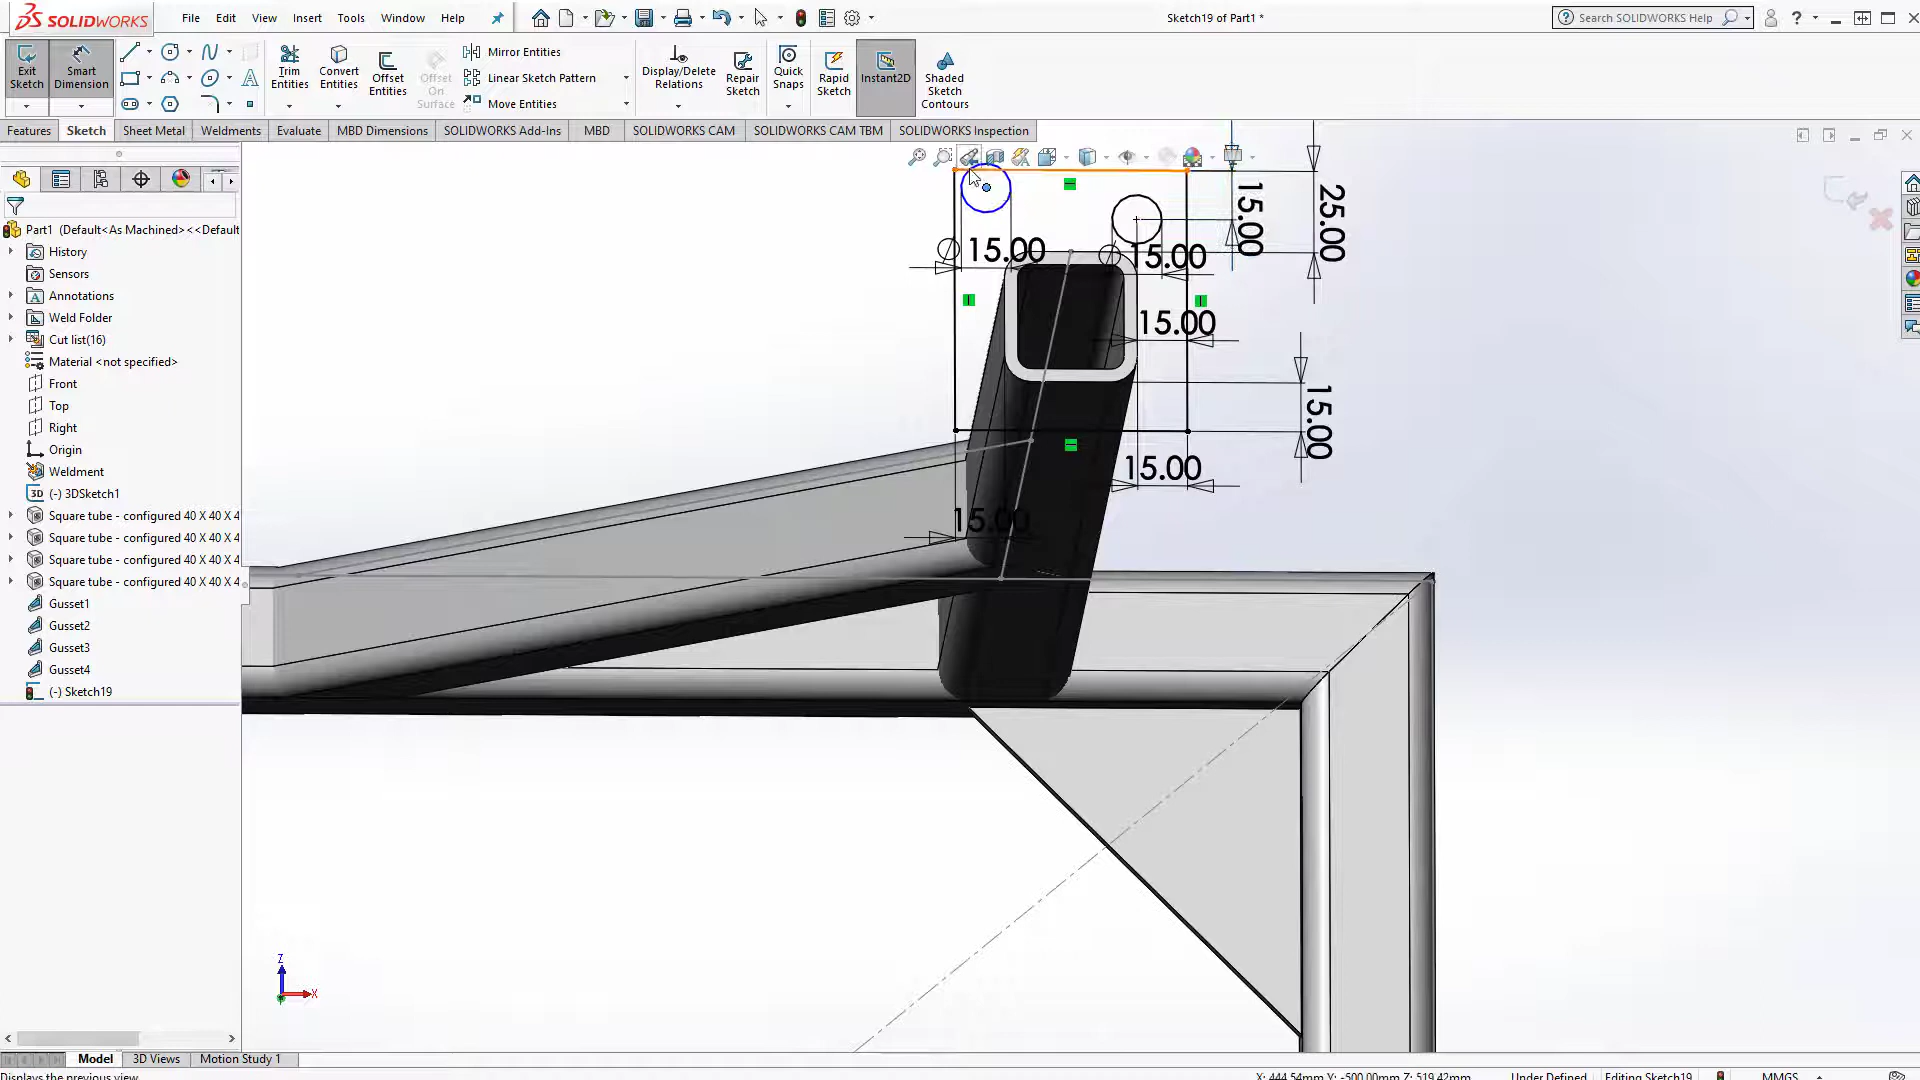 SOLIDWORKS
File Edit View Insert Tools Window Help
Sketch19 of Part1 *
Search SOLIDWORKS Help
Exit Sketch
Smart Dimension
Trim Entities
Convert Entities
Offset Entities
Offset On Surface
Mirror Entities
Linear Sketch Pattern
Move Entities
Display/Delete Relations
Repair Sketch
Quick Snaps
Rapid Sketch
Instant2D
Shaded Sketch Contours
Features Sketch Sheet Metal Weldments Evaluate MBD Dimensions SOLIDWORKS Add-Ins MBD SOLIDWORKS CAM SOLIDWORKS CAM TBM SOLIDWORKS Inspection
Part1 (Default<As Machined><<Default
History
Sensors
Annotations
Weld Folder
Cut list(16)
Material <not specified>
Front
Top
Right
Origin
Weldment
3D (-) 3DSketch1
Square tube - configured 40 X 40 X 4
Square tube - configured 40 X 40 X 4
Square tube - configured 40 X 40 X 4
Square tube - configured 40 X 40 X 4
Gusset1
Gusset2
Gusset3
Gusset4
(-) Sketch19
15.00
25.00
15.00
15.00
15.00
15.00
15.00
15.00
Z
X
Model 3D Views Motion Study 1
Displays the previous view.
X: 444.54mm Y: -500.00mm Z: 519.42mm Under Defined Editing Sketch19 MMGS